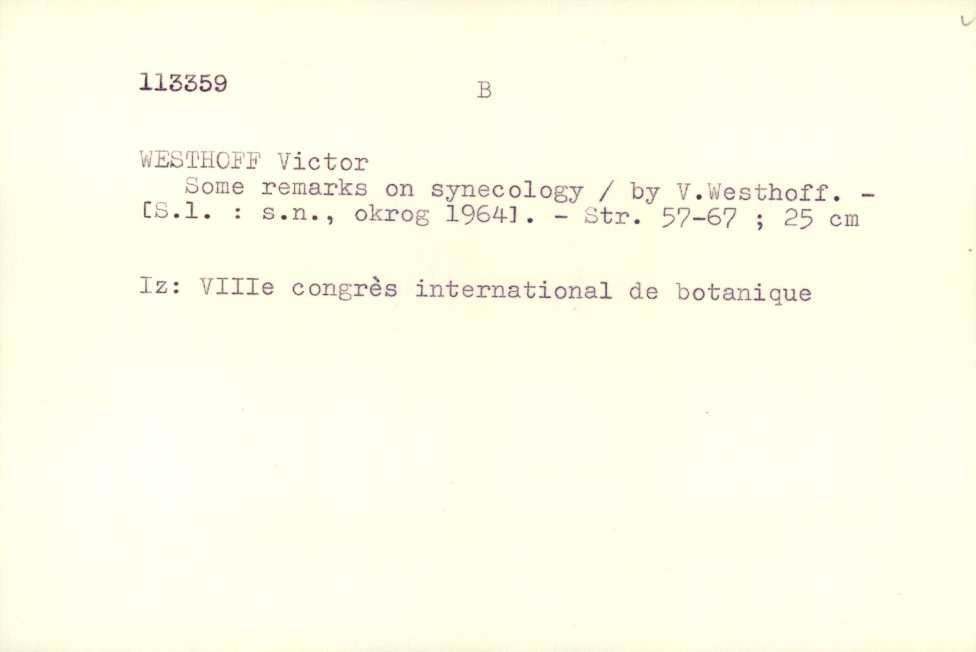 113359 B
WESTHOFF Victor
Some remarks on synecology / by V.Westhoff. -
[S.l. : s.n., okrog 1964]. - Str. 57-67 ; 25 cm
Iz: VIIIe congrès international de botanique